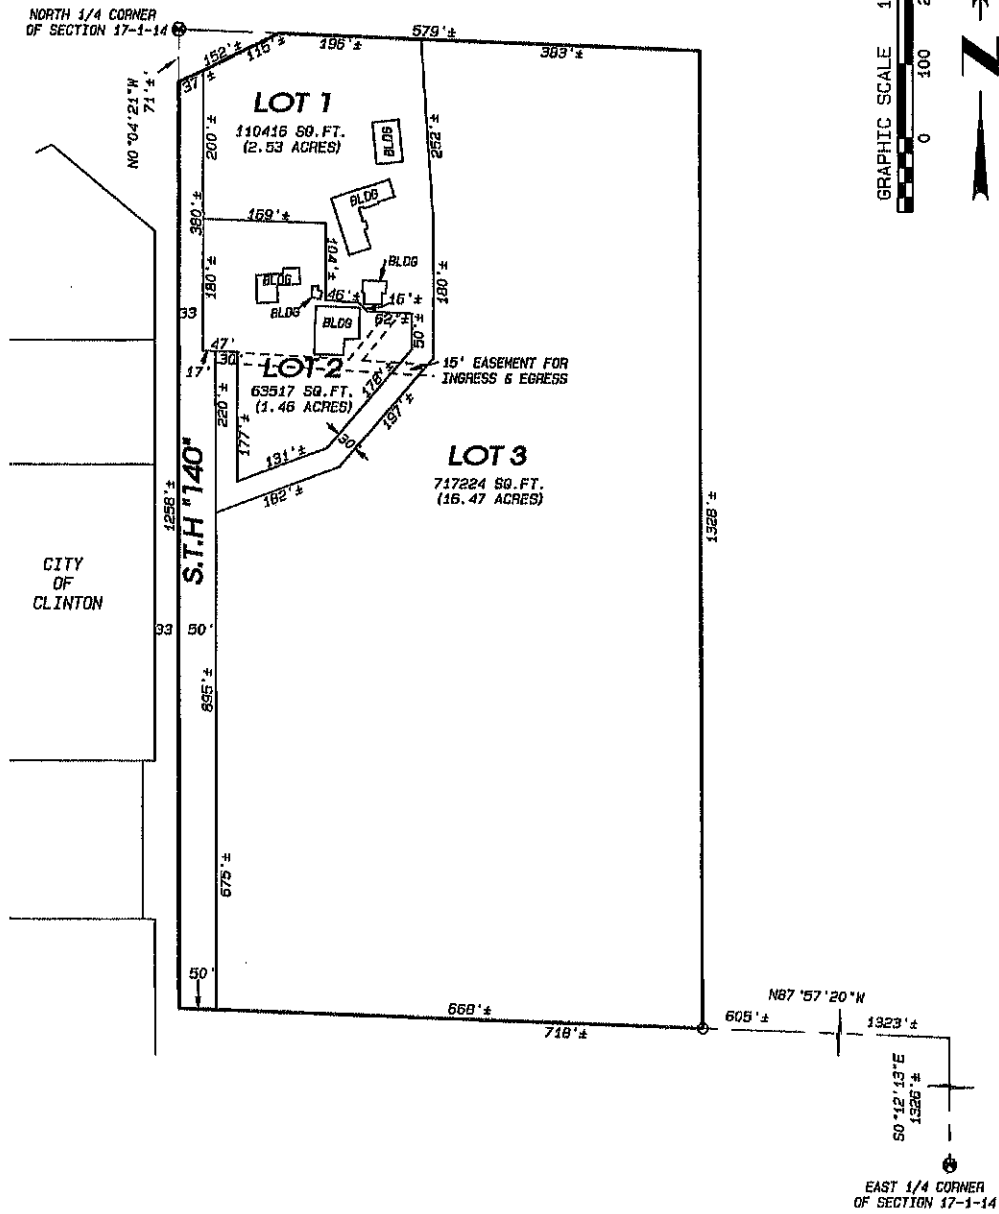 NORTH 1/4 CORNER
OF SECTION 17-1-14
N0°04'21"W
71'±
152'±
115'±
37'±
196'±
579'±
383'±
LOT 1
110416 SQ.FT.
(2.53 ACRES)
200'±
380'±
180'±
BLDG
BLDG
252'±
169'±
104'±
BLDG
BLDG
BLDG
BLDG
46'±
16'±
62'±
50'±
180'±
33
47'
30'
17'
LOT 2
63517 SQ.FT.
(1.46 ACRES)
15' EASEMENT FOR
INGRESS & EGRESS
178'±
197'±
30'
220'±
177'±
131'±
182'±
LOT 3
717224 SQ.FT.
(16.47 ACRES)
S.T.H "140"
1258'±
1328'±
CITY
OF
CLINTON
33
50'
895'±
675'±
50'
668'±
718'±
N87°57'20"W
605'±
1323'±
S0°12'13"E
1326'±
EAST 1/4 CORNER
OF SECTION 17-1-14
GRAPHIC SCALE
0
100
N